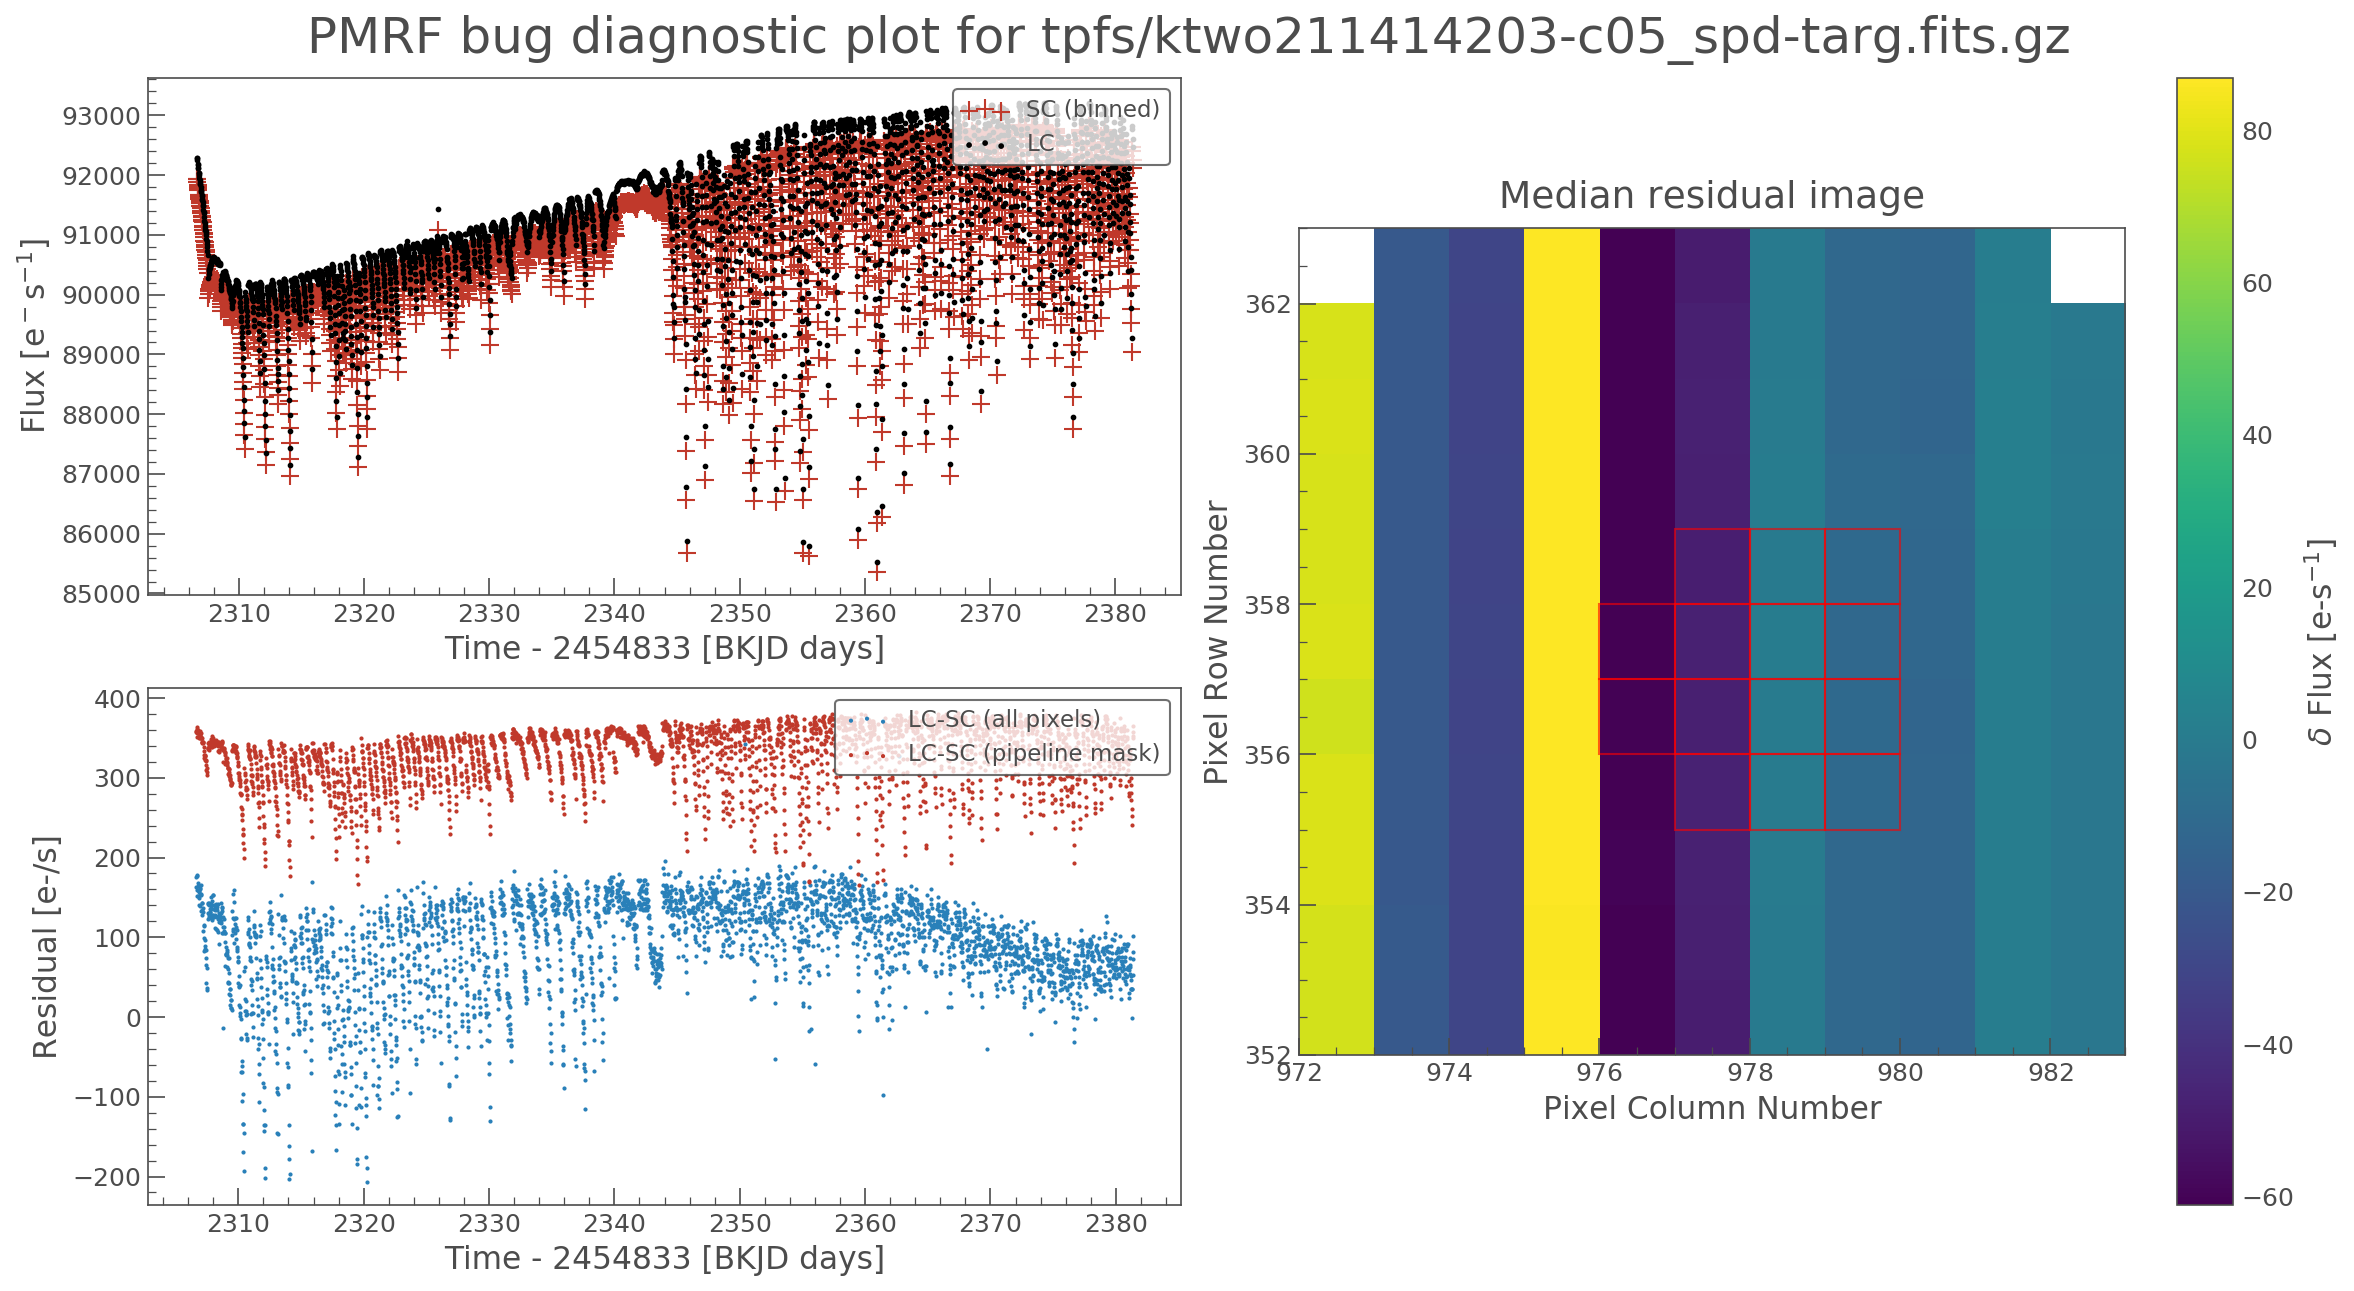 PMRF bug diagnostic plot for tpfs/ktwo211414203-c05_spd-targ.fits.gz
93000
92000
91000
90000
89000
88000
87000
86000
85000
Flux [e⁻ s⁻¹]
SC (binned)
LC
2310 2320 2330 2340 2350 2360 2370 2380
Time - 2454833 [BKJD days]
400
300
200
100
0
−100
−200
Residual [e-/s]
LC-SC (all pixels)
LC-SC (pipeline mask)
2310 2320 2330 2340 2350 2360 2370 2380
Time - 2454833 [BKJD days]
Median residual image
362
360
358
356
354
352
Pixel Row Number
972 974 976 978 980 982
Pixel Column Number
80
60
40
20
0
−20
−40
−60
δ Flux [e-s⁻¹]